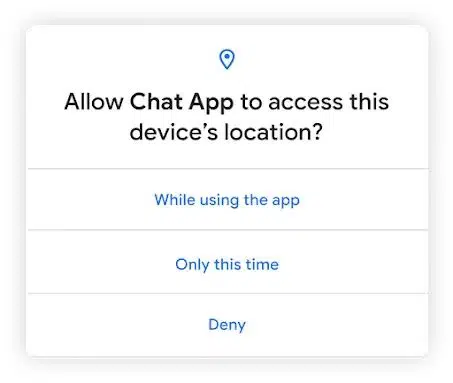 Allow Chat App to access this
device’s location?
While using the app
Only this time
Deny